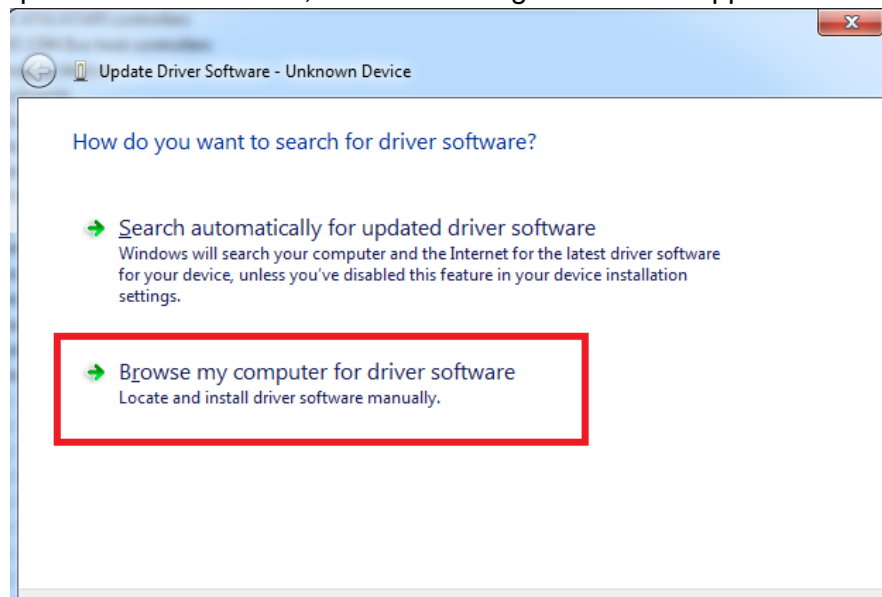 Update Driver Software - Unknown Device
How do you want to search for driver software?
Search automatically for updated driver software
Windows will search your computer and the Internet for the latest driver software
for your device, unless you've disabled this feature in your device installation
settings.
Browse my computer for driver software
Locate and install driver software manually.